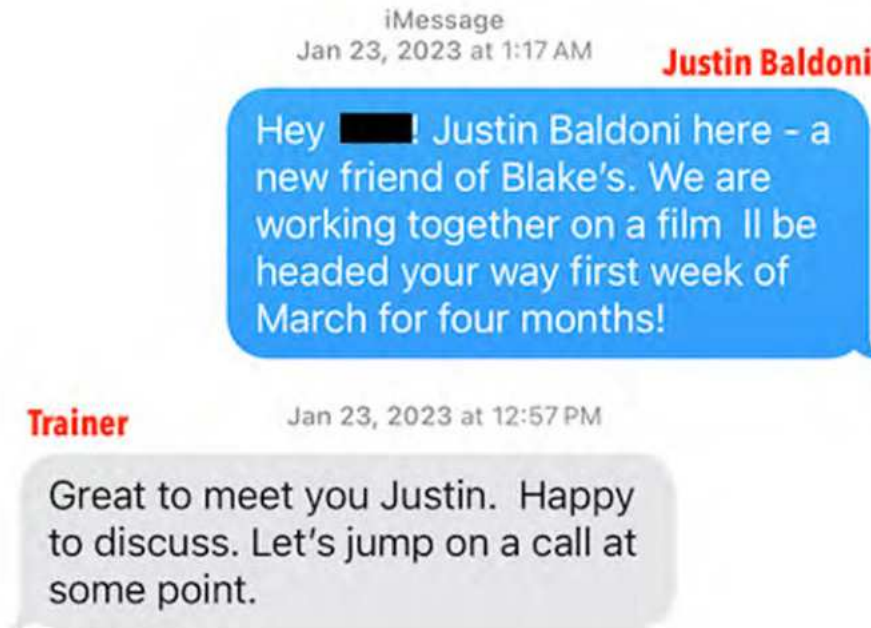 iMessage
Jan 23, 2023 at 1:17 AM
Justin Baldoni
Hey ! Justin Baldoni here - a
new friend of Blake's. We are
working together on a film ll be
headed your way first week of
March for four months!
Trainer
Jan 23, 2023 at 12:57 PM
Great to meet you Justin. Happy
to discuss. Let's jump on a call at
some point.